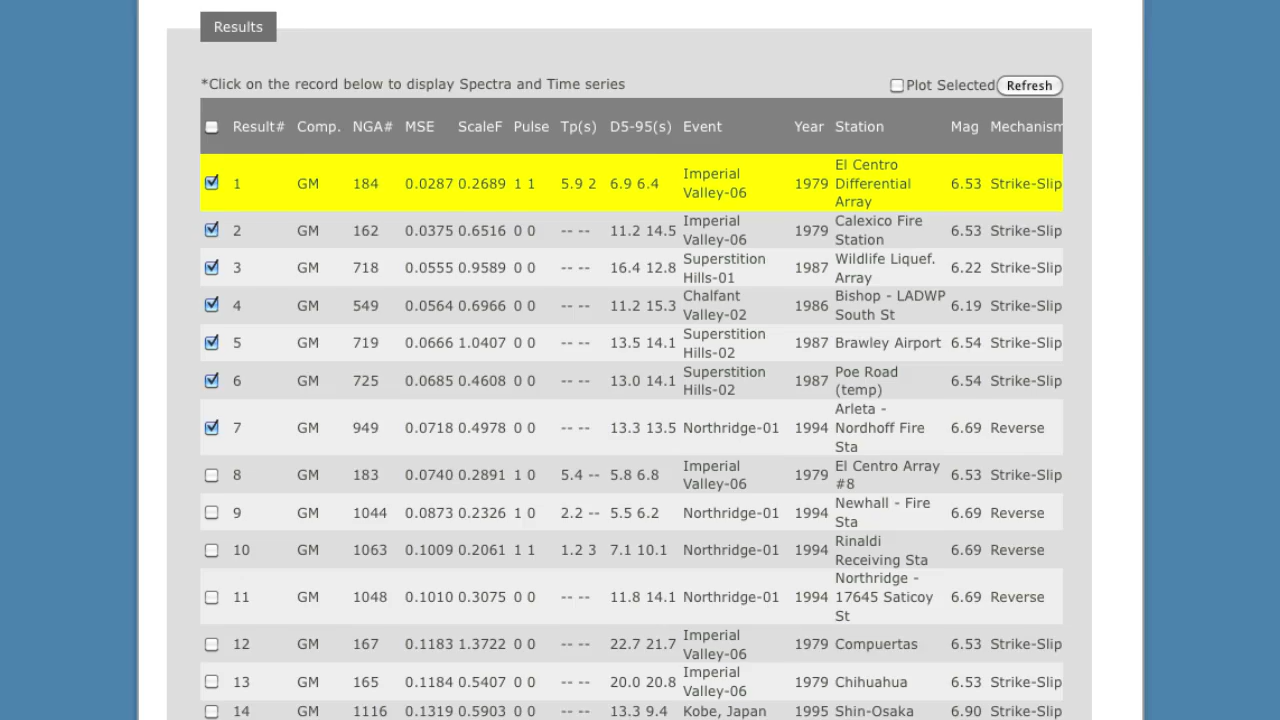 Results
*Click on the record below to display Spectra and Time series Plot Selected Refresh
Result# Comp. NGA# MSE ScaleF Pulse Tp(s) D5-95(s) Event Year Station Mag Mechanism
1 GM 184 0.0287 0.2689 1 1 5.9 2 6.9 6.4 Imperial Valley-06 1979 El Centro Differential Array 6.53 Strike-Slip
2 GM 162 0.0375 0.6516 0 0 -- -- 11.2 14.5 Imperial Valley-06 1979 Calexico Fire Station 6.53 Strike-Slip
3 GM 718 0.0555 0.9589 0 0 -- -- 16.4 12.8 Superstition Hills-01 1987 Wildlife Liquef. Array 6.22 Strike-Slip
4 GM 549 0.0564 0.6966 0 0 -- -- 11.2 15.3 Chalfant Valley-02 1986 Bishop - LADWP South St 6.19 Strike-Slip
5 GM 719 0.0666 1.0407 0 0 -- -- 13.5 14.1 Superstition Hills-02 1987 Brawley Airport 6.54 Strike-Slip
6 GM 725 0.0685 0.4608 0 0 -- -- 13.0 14.1 Superstition Hills-02 1987 Poe Road (temp) 6.54 Strike-Slip
7 GM 949 0.0718 0.4978 0 0 -- -- 13.3 13.5 Northridge-01 1994 Arleta - Nordhoff Fire Sta 6.69 Reverse
8 GM 183 0.0740 0.2891 1 0 5.4 -- 5.8 6.8 Imperial Valley-06 1979 El Centro Array #8 6.53 Strike-Slip
9 GM 1044 0.0873 0.2326 1 0 2.2 -- 5.5 6.2 Northridge-01 1994 Newhall - Fire Sta 6.69 Reverse
10 GM 1063 0.1009 0.2061 1 1 1.2 3 7.1 10.1 Northridge-01 1994 Rinaldi Receiving Sta 6.69 Reverse
11 GM 1048 0.1010 0.3075 0 0 -- -- 11.8 14.1 Northridge-01 1994 Northridge - 17645 Saticoy St 6.69 Reverse
12 GM 167 0.1183 1.3722 0 0 -- -- 22.7 21.7 Imperial Valley-06 1979 Compuertas 6.53 Strike-Slip
13 GM 165 0.1184 0.5407 0 0 -- -- 20.0 20.8 Imperial Valley-06 1979 Chihuahua 6.53 Strike-Slip
14 GM 1116 0.1319 0.5903 0 0 -- -- 13.3 9.4 Kobe, Japan 1995 Shin-Osaka 6.90 Strike-Slip